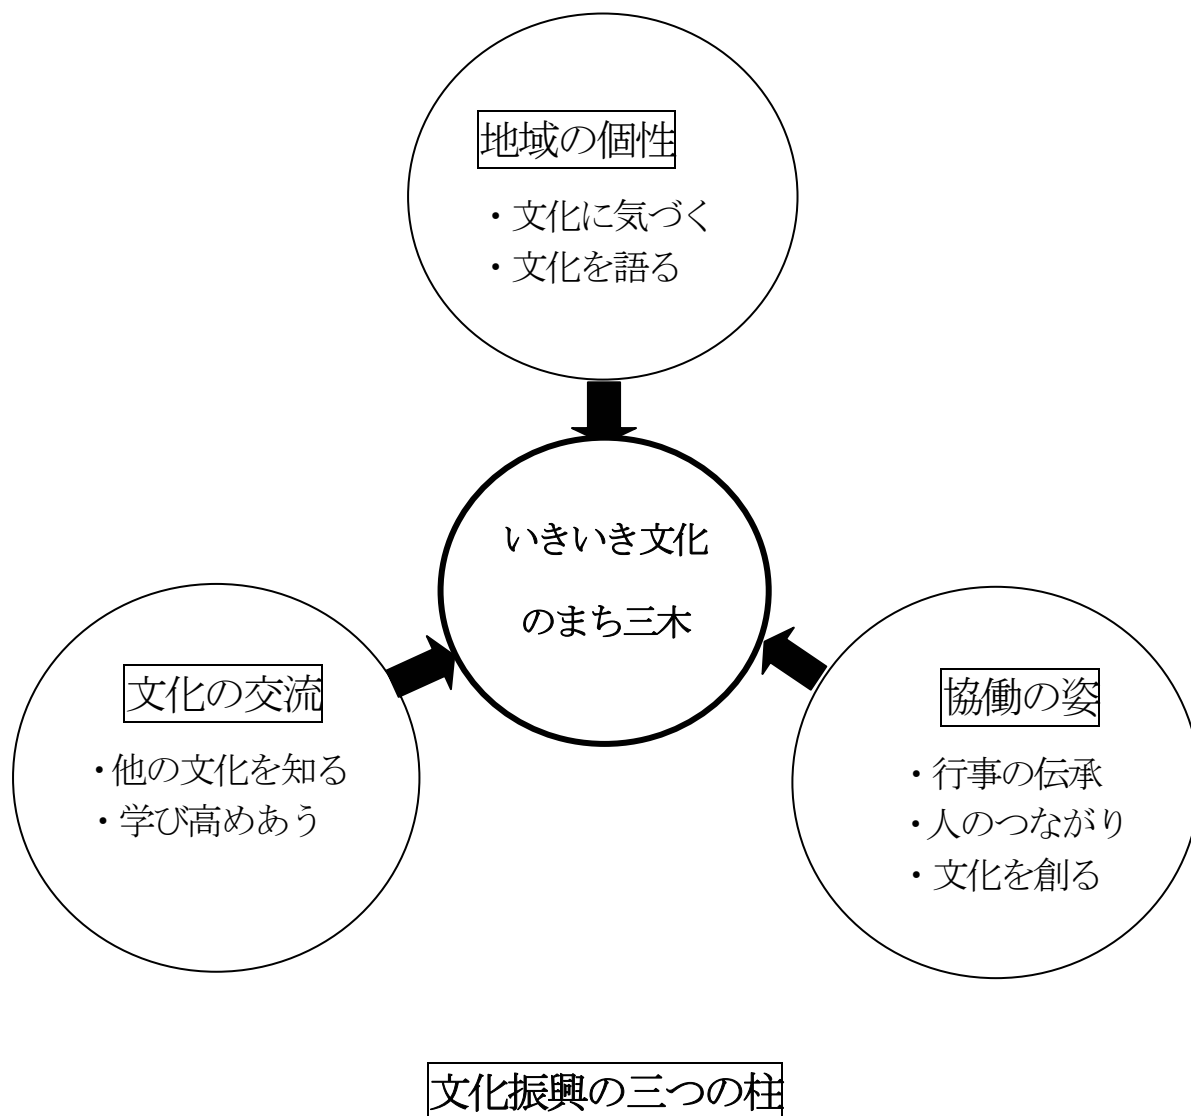 地域の個性
・文化に気づく
・文化を語る
いきいき文化
のまち三木
文化の交流
・他の文化を知る
・学び高めあう
協働の姿
・行事の伝承
・人のつながり
・文化を創る
文化振興の三つの柱